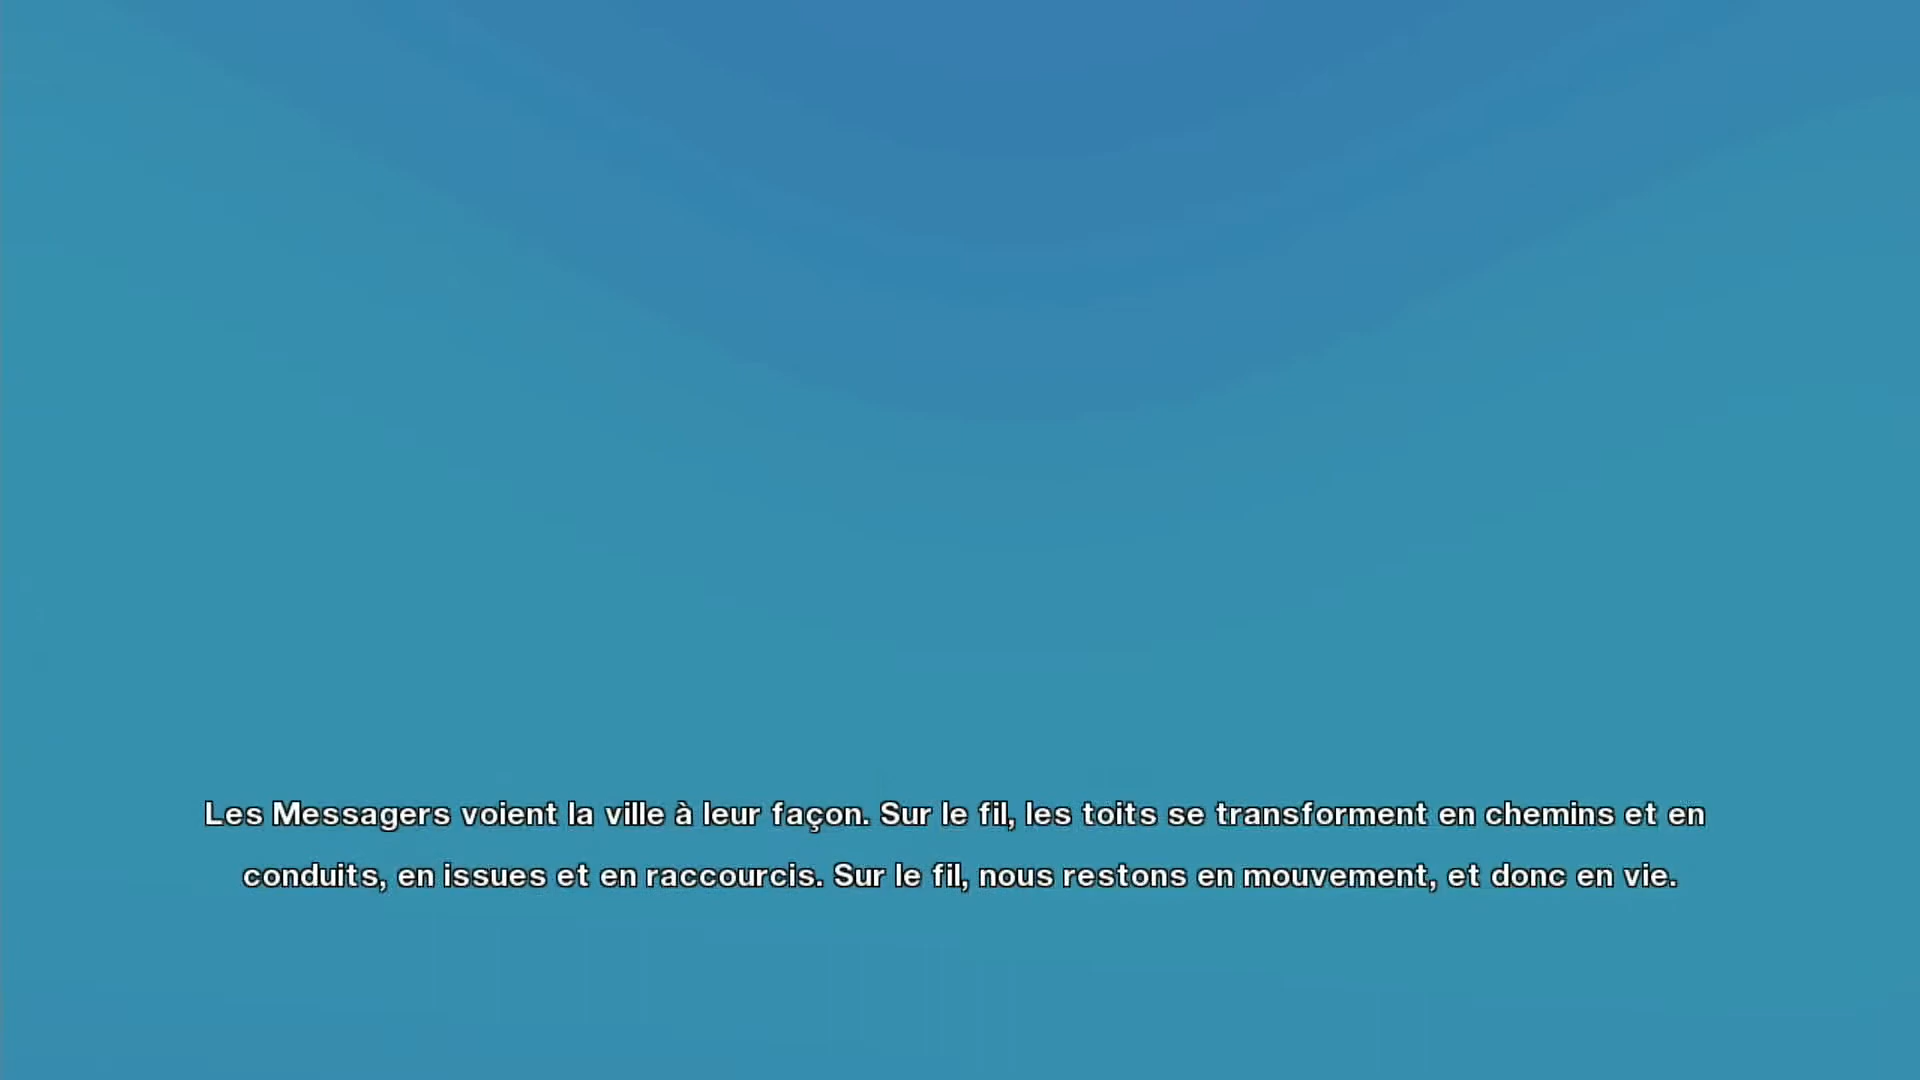 Les Messagers voient la ville à leur façon. Sur le fil, les toits se transforment en chemins et en
conduits, en issues et en raccourcis. Sur le fil, nous restons en mouvement, et donc en vie.